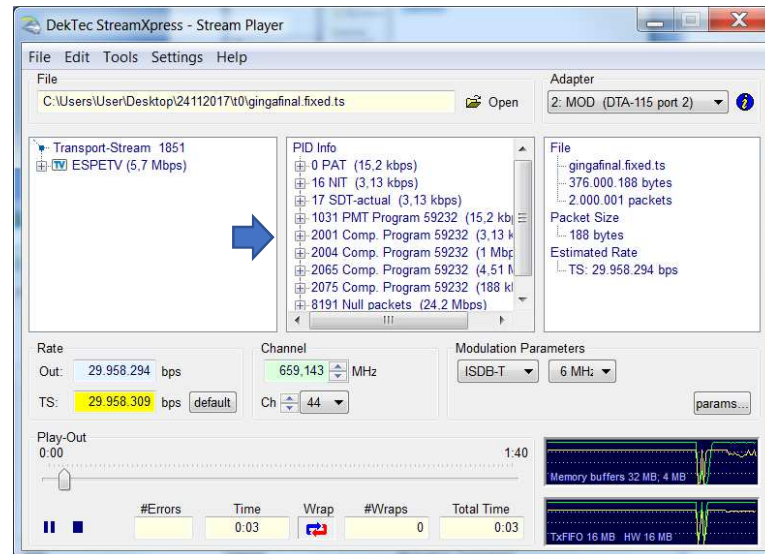 DekTec StreamXpress - Stream Player
File Edit Tools Settings Help
File
C:\Users\User\Desktop\24112017\t0\gingafinal.fixed.ts
Open
Adapter
2: MOD (DTA-115 port 2)
Transport-Stream 1851
TV ESPETV (5,7 Mbps)
PID Info
0 PAT (15,2 kbps)
16 NIT (3,13 kbps)
17 SDT-actual (3,13 kbps)
1031 PMT Program 59232 (15,2 kb
2001 Comp. Program 59232 (3,13 k
2004 Comp. Program 59232 (1 Mbp
2065 Comp. Program 59232 (4,51 M
2075 Comp. Program 59232 (188 k
8191 Null packets (24,2 Mbps)
File
gingafinal.fixed.ts
376.000.188 bytes
2.000.001 packets
Packet Size
188 bytes
Estimated Rate
TS: 29.958.294 bps
Rate
Out: 29.958.294 bps
TS: 29.958.309 bps default
Channel
659,143 MHz
Ch 44
Modulation Parameters
ISDB-T 6 MHz
params...
Play-Out
0:00 1:40
#Errors Time Wrap #Wraps Total Time
0:03 0 0:03
Memory buffers 32 MB; 4 MB
TxFIFO 16 MB HW 16 MB